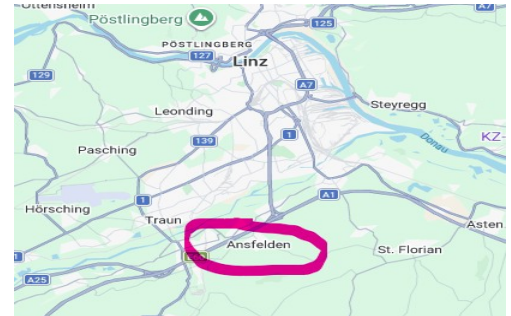 Ottensheim
Pöstlingberg
A7
125
PÖSTLINGBERG
127
Linz
129
A7
Steyregg
Leonding
1
KZ-
139
Donau
Pasching
A1
Hörsching
1
Traun
Asten
Ansfelden
St. Florian
1
A25